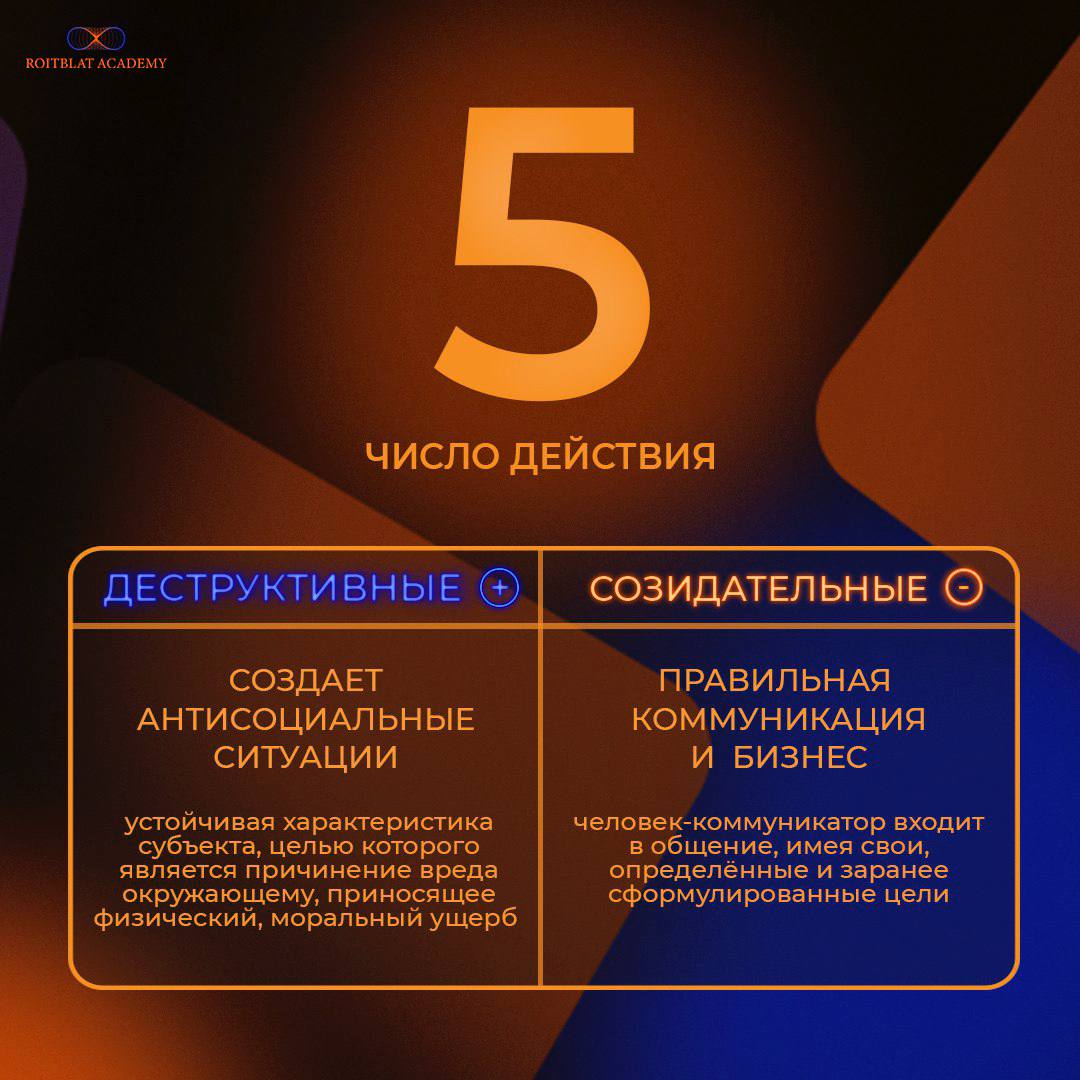 ROITBLAT ACADEMY
5
ЧИСЛО ДЕЙСТВИЯ
ДЕСТРУКТИВНЫЕ +
СОЗИДАТЕЛЬНЫЕ -
СОЗДАЕТ
АНТИСОЦИАЛЬНЫЕ
СИТУАЦИИ
устойчивая характеристика
субъекта, целью которого
является причинение вреда
окружающему, приносящее
физический, моральный ущерб
ПРАВИЛЬНАЯ
КОММУНИКАЦИЯ
И БИЗНЕС
человек-коммуникатор входит
в общение, имея свои,
определённые и заранее
сформулированные цели